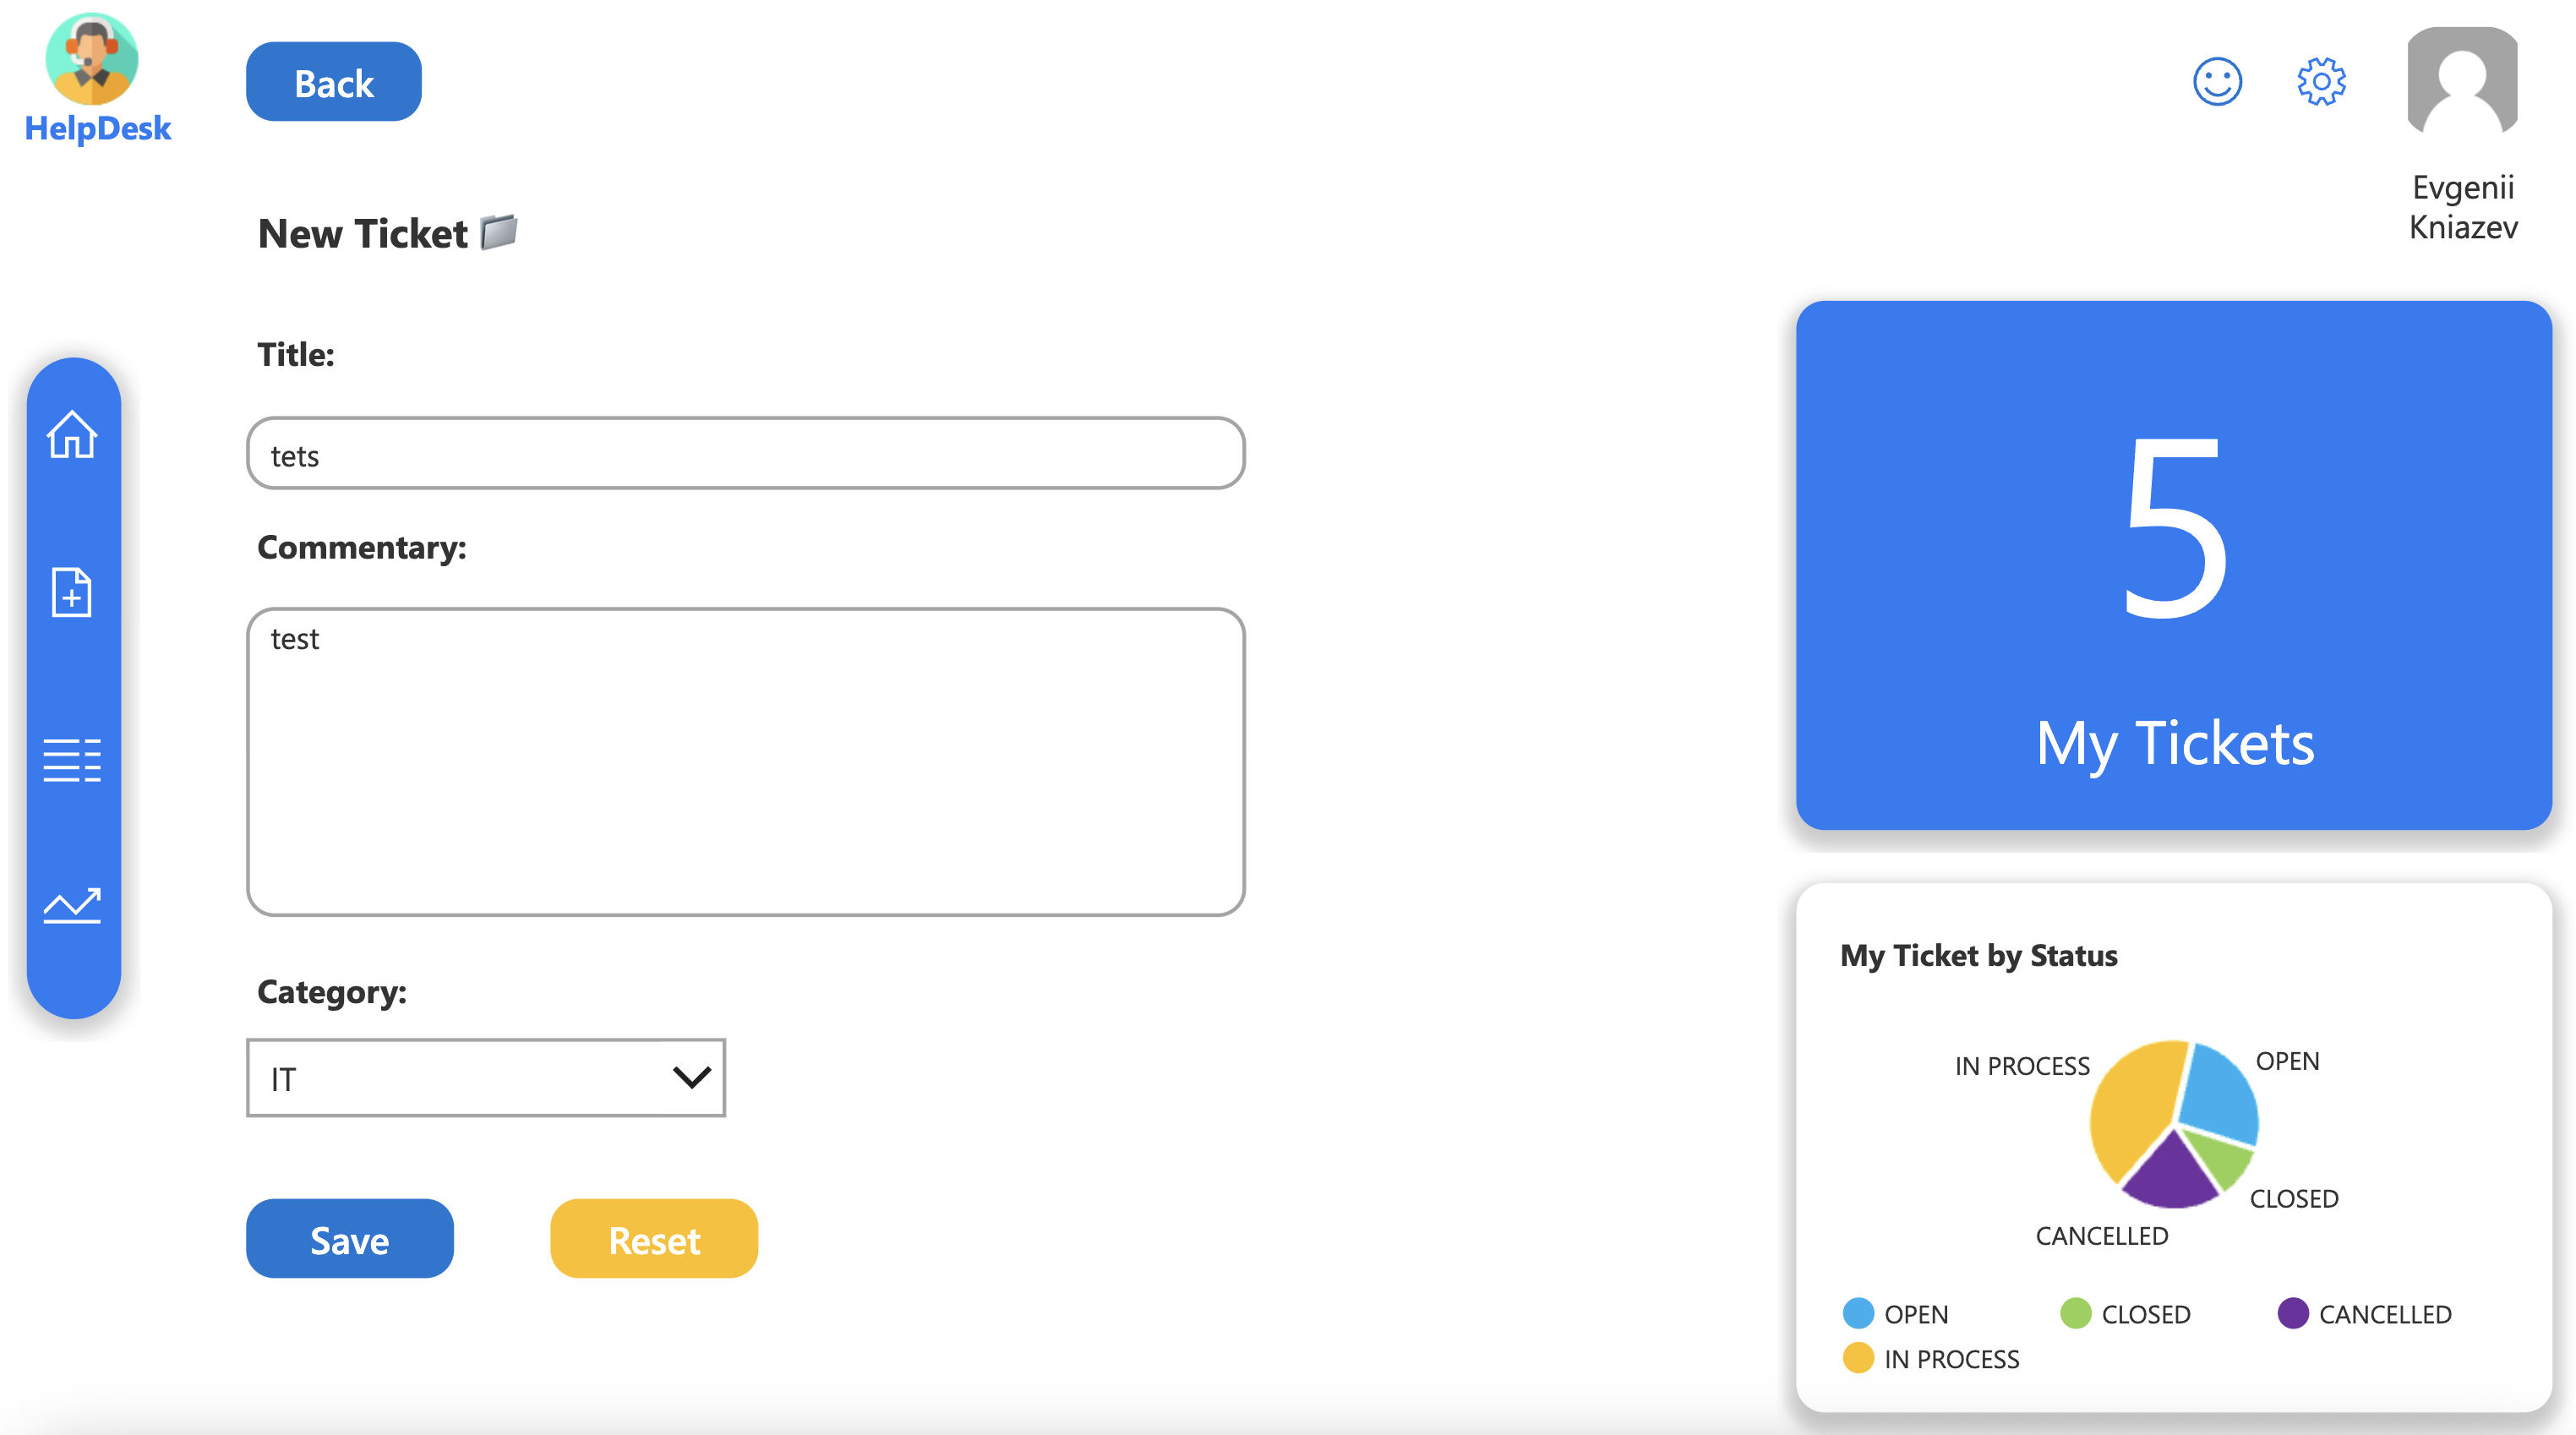 HelpDesk
Back
Evgenii
Kniazev
New Ticket
Title:
tets
Commentary:
test
Category:
IT
Save
Reset
5
My Tickets
My Ticket by Status
IN PROCESS
OPEN
CLOSED
CANCELLED
OPEN
CLOSED
CANCELLED
IN PROCESS